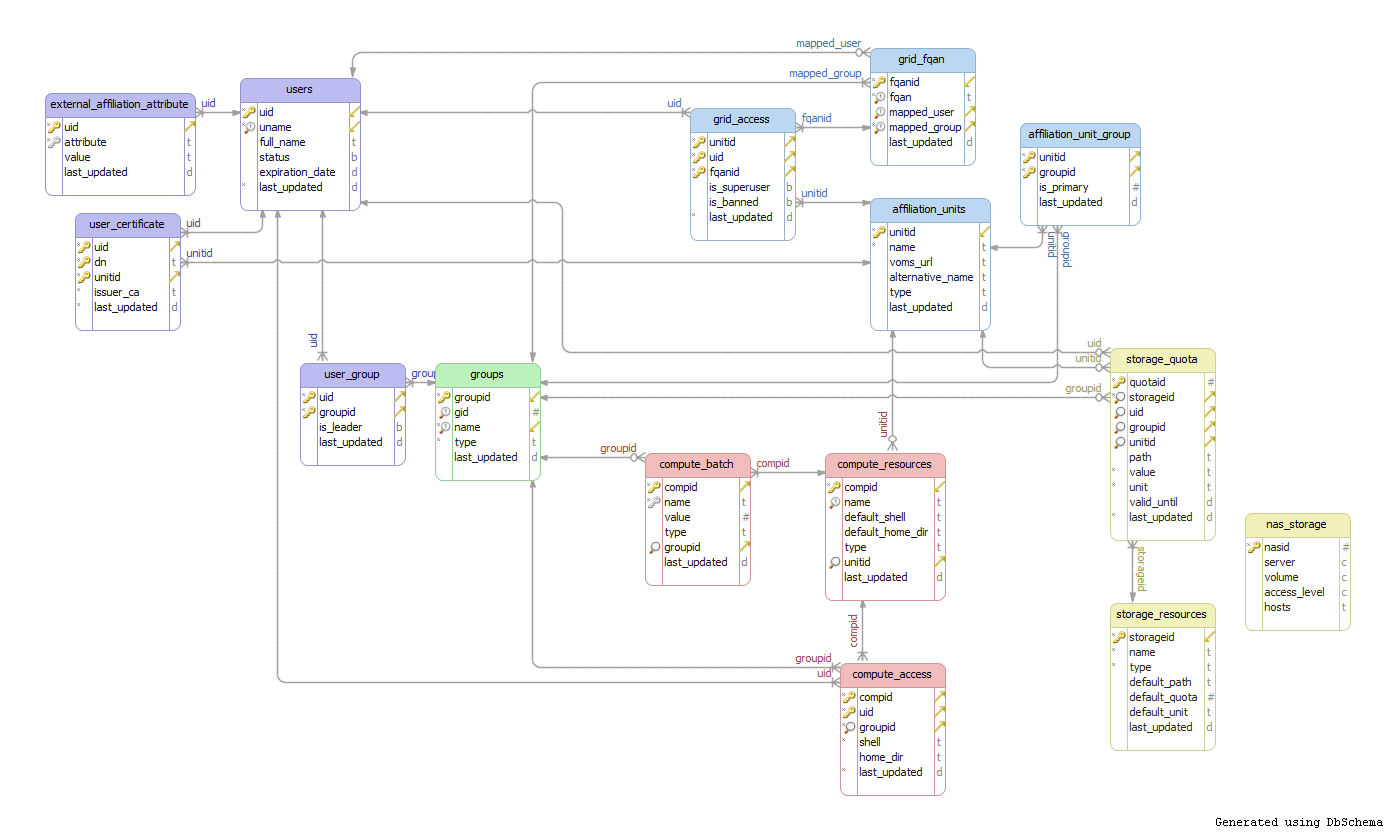 mapped_user
grid_fqan
fqanid
fqan t
mapped_user
mapped_group
last_updated d
mapped_group
external_affiliation_attribute
uid
attribute t
value t
last_updated d
uid
users
uid
uname
full_name t
status b
expiration_date d
last_updated d
uid
grid_access
unitid
uid
fqanid
is_superuser b
is_banned b
last_updated d
fqanid
unitid
affiliation_unit_group
unitid
groupid
is_primary #
last_updated d
unitid
groupid
user_certificate
uid
dn t
unitid
issuer_ca t
last_updated d
uid
unitid
affiliation_units
unitid
name t
voms_url t
alternative_name t
type t
last_updated d
uid
user_group
uid
groupid
is_leader b
last_updated d
group
groups
groupid
gid #
name
type t
last_updated d
uid
unitid
groupid
storage_quota
quotaid #
storageid
uid
groupid
unitid
path t
value t
unit t
valid_until d
last_updated d
unitid
groupid
compute_batch
compid
name t
value #
type t
groupid
last_updated d
compid
compute_resources
compid
name t
default_shell t
default_home_dir t
type t
unitid
last_updated d
nas_storage
nasid #
server c
volume c
access_level c
hosts t
storageid
storage_resources
storageid
name t
type t
default_path t
default_quota #
default_unit t
last_updated d
compid
groupid
uid
compute_access
compid
uid
groupid
shell t
home_dir t
last_updated d
Generated using DbSchema